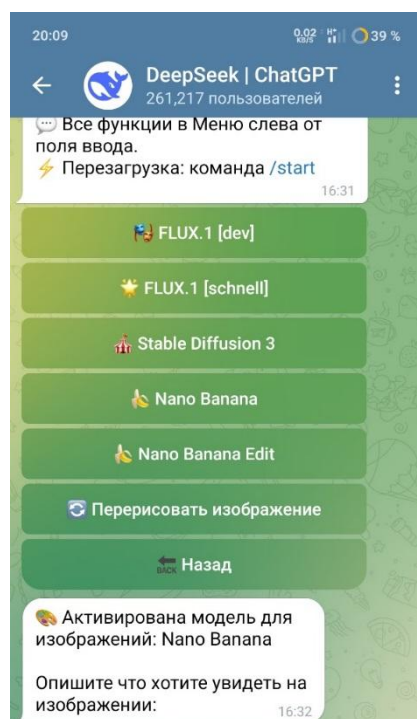 20:09
0,02 KB/S H+ 39 %
DeepSeek | ChatGPT
261,217 пользователей
💬 Все функции в Меню слева от
поля ввода.
⚡ Перезагрузка: команда /start
16:31
🎏 FLUX.1 [dev]
🌟 FLUX.1 [schnell]
🎪 Stable Diffusion 3
🍌 Nano Banana
🍌 Nano Banana Edit
🔄 Перерисовать изображение
🔙 Назад
🎨 Активирована модель для
изображений: Nano Banana
Опишите что хотите увидеть на
изображении:
16:32